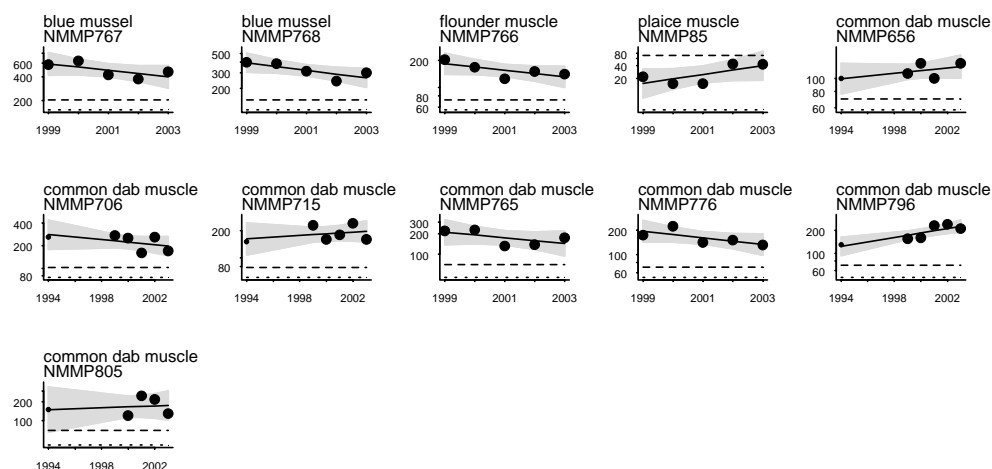 blue mussel
NMMP767
600
400
200
1999 2001 2003
blue mussel
NMMP768
500
300
200
1999 2001 2003
flounder muscle
NMMP766
200
80
60
1999 2001 2003
plaice muscle
NMMP85
80
40
20
1999 2001 2003
common dab muscle
NMMP656
100
80
60
1994 1998 2002
common dab muscle
NMMP706
400
200
80
1994 1998 2002
common dab muscle
NMMP715
200
80
1994 1998 2002
common dab muscle
NMMP765
300
200
100
1999 2001 2003
common dab muscle
NMMP776
200
100
60
1999 2001 2003
common dab muscle
NMMP796
200
100
60
1994 1998 2002
common dab muscle
NMMP805
200
100
1994 1998 2002